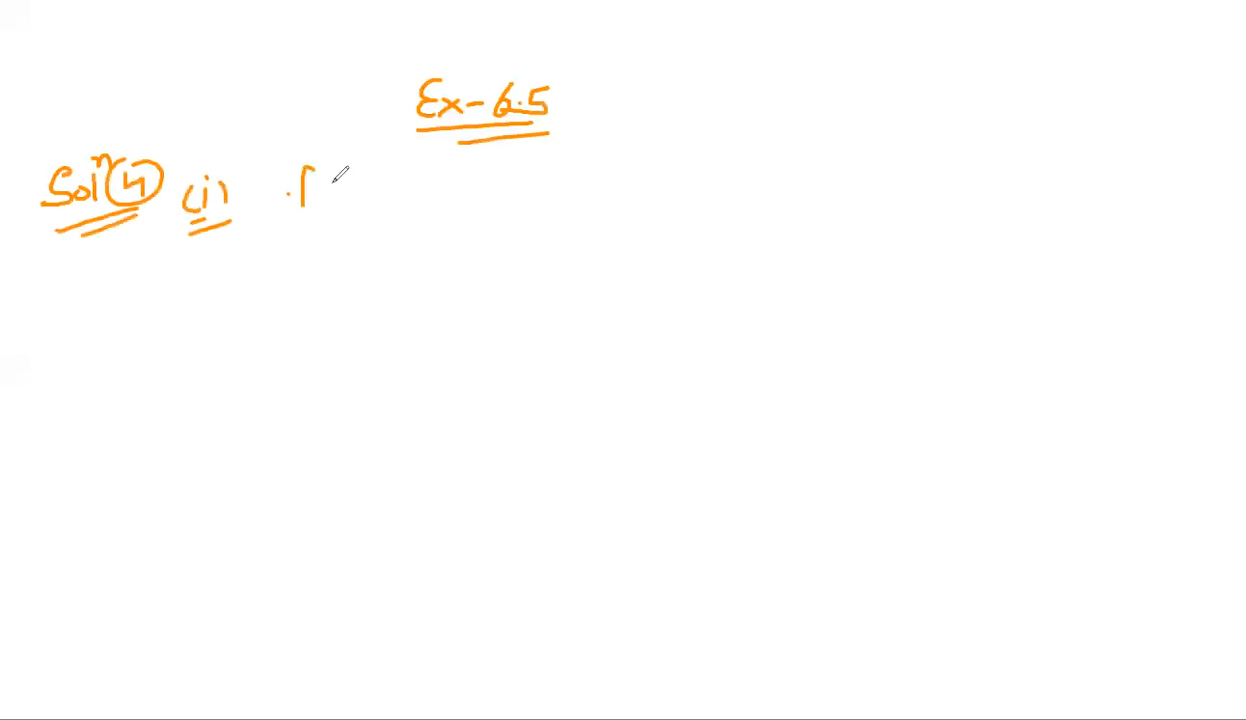 Ex - 6.5
Solⁿ (4) (i)